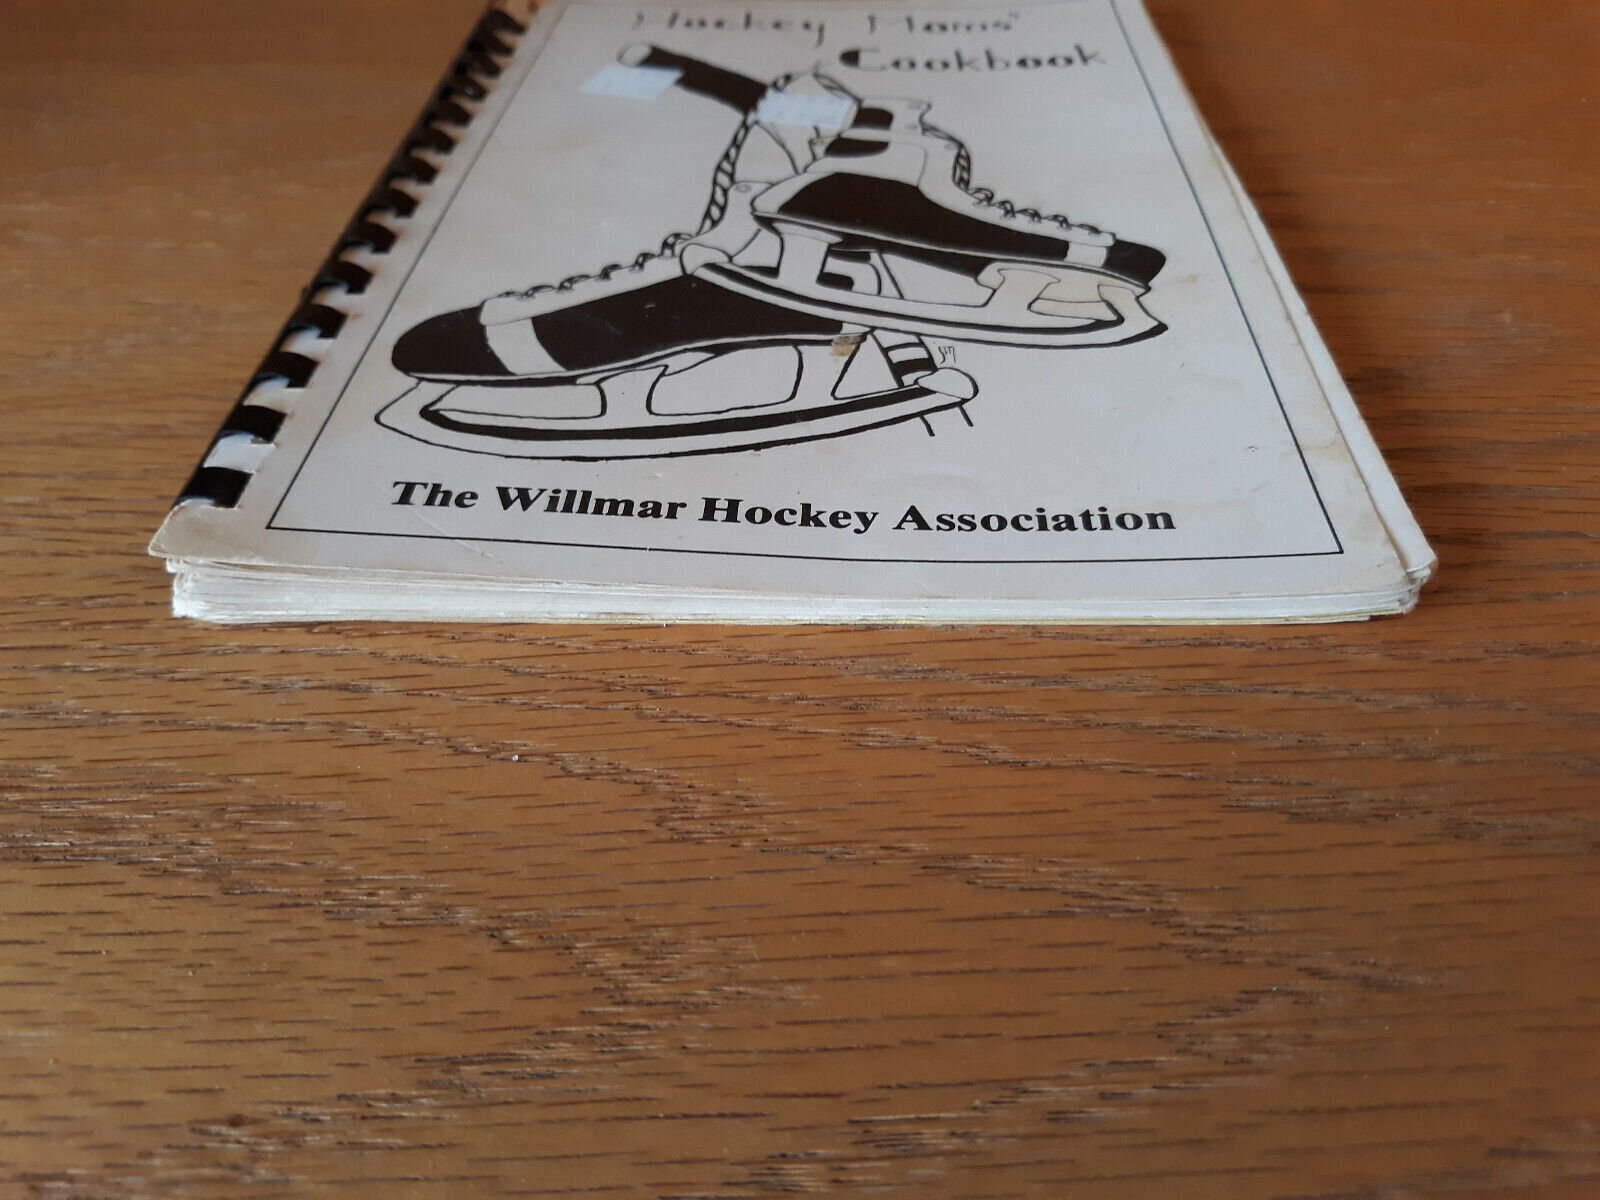 Hockey Moms'
Cookbook
The Willmar Hockey Association